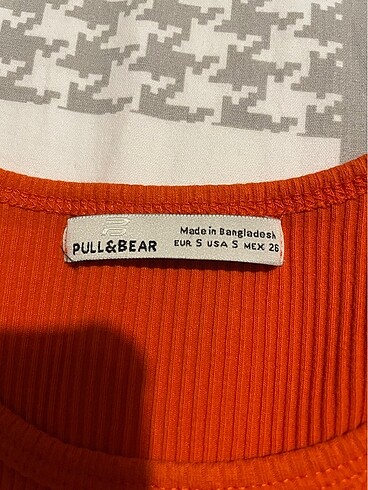 PULL&BEAR
Made in Bangladesh
EUR S USA S MEX 26